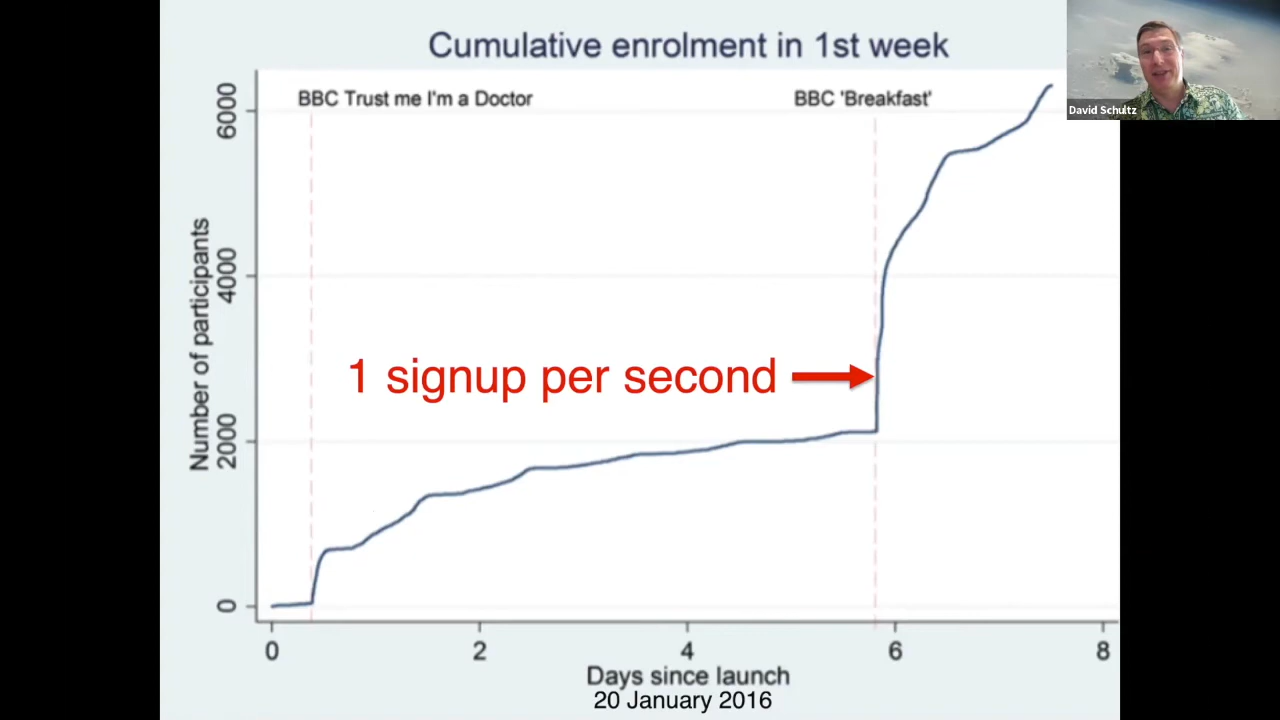 Cumulative enrolment in 1st week
David Schultz
BBC Trust me I'm a Doctor
BBC 'Breakfast'
Number of participants
6000
4000
2000
0
1 signup per second
0 2 4 6 8
Days since launch
20 January 2016